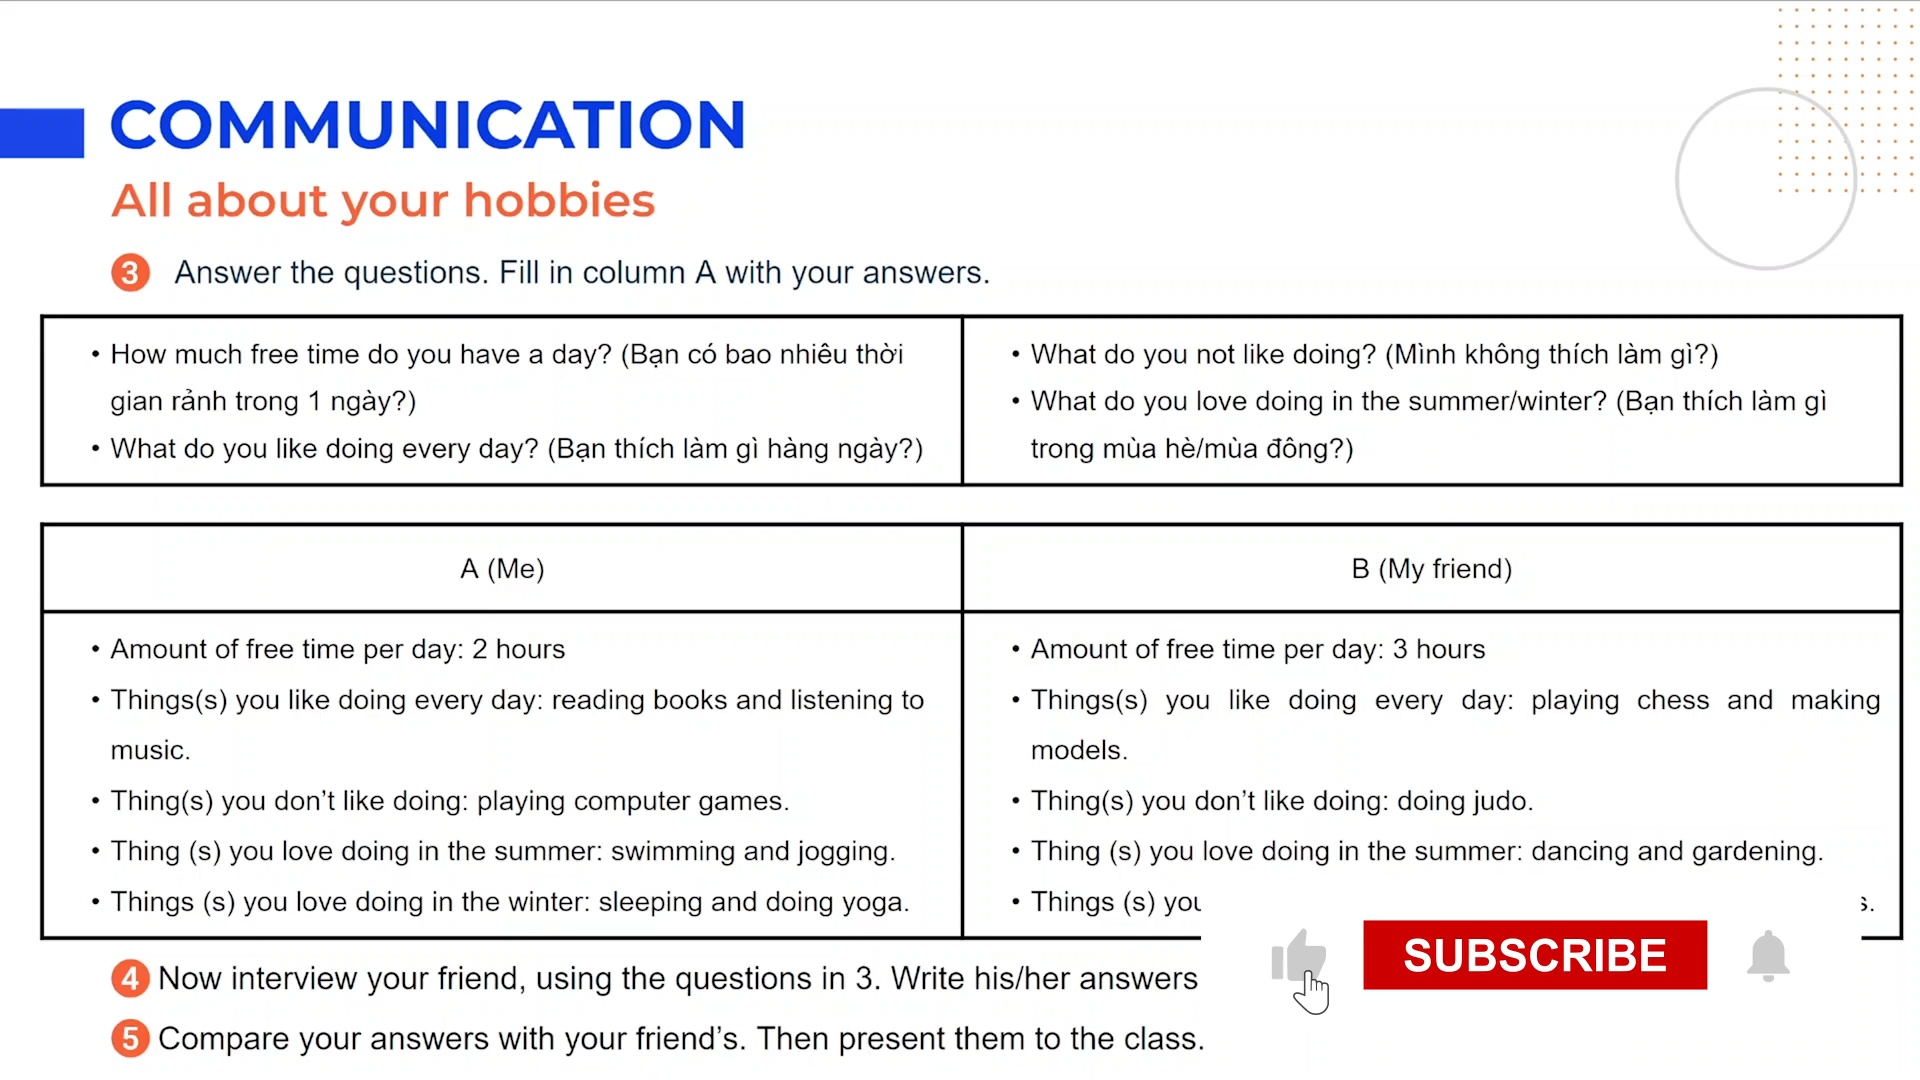 COMMUNICATION
All about your hobbies
3 Answer the questions. Fill in column A with your answers.
• How much free time do you have a day? (Bạn có bao nhiêu thời
gian rảnh trong 1 ngày?)
• What do you like doing every day? (Bạn thích làm gì hàng ngày?)
• What do you not like doing? (Mình không thích làm gì?)
• What do you love doing in the summer/winter? (Bạn thích làm gì
trong mùa hè/mùa đông?)
A (Me)
• Amount of free time per day: 2 hours
• Things(s) you like doing every day: reading books and listening to
music.
• Thing(s) you don’t like doing: playing computer games.
• Thing (s) you love doing in the summer: swimming and jogging.
• Things (s) you love doing in the winter: sleeping and doing yoga.
B (My friend)
• Amount of free time per day: 3 hours
• Things(s) you like doing every day: playing chess and making
models.
• Thing(s) you don’t like doing: doing judo.
• Thing (s) you love doing in the summer: dancing and gardening.
• Things (s) you
4 Now interview your friend, using the questions in 3. Write his/her answers
5 Compare your answers with your friend’s. Then present them to the class.
SUBSCRIBE